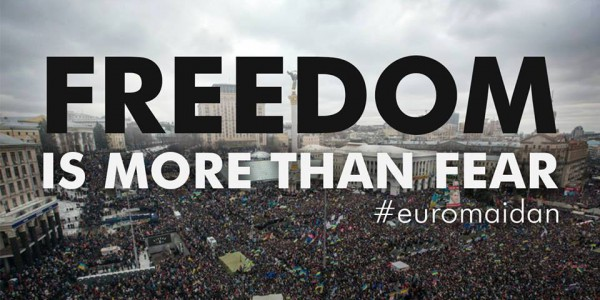 FREEDOM
IS MORE THAN FEAR
#euromaidan